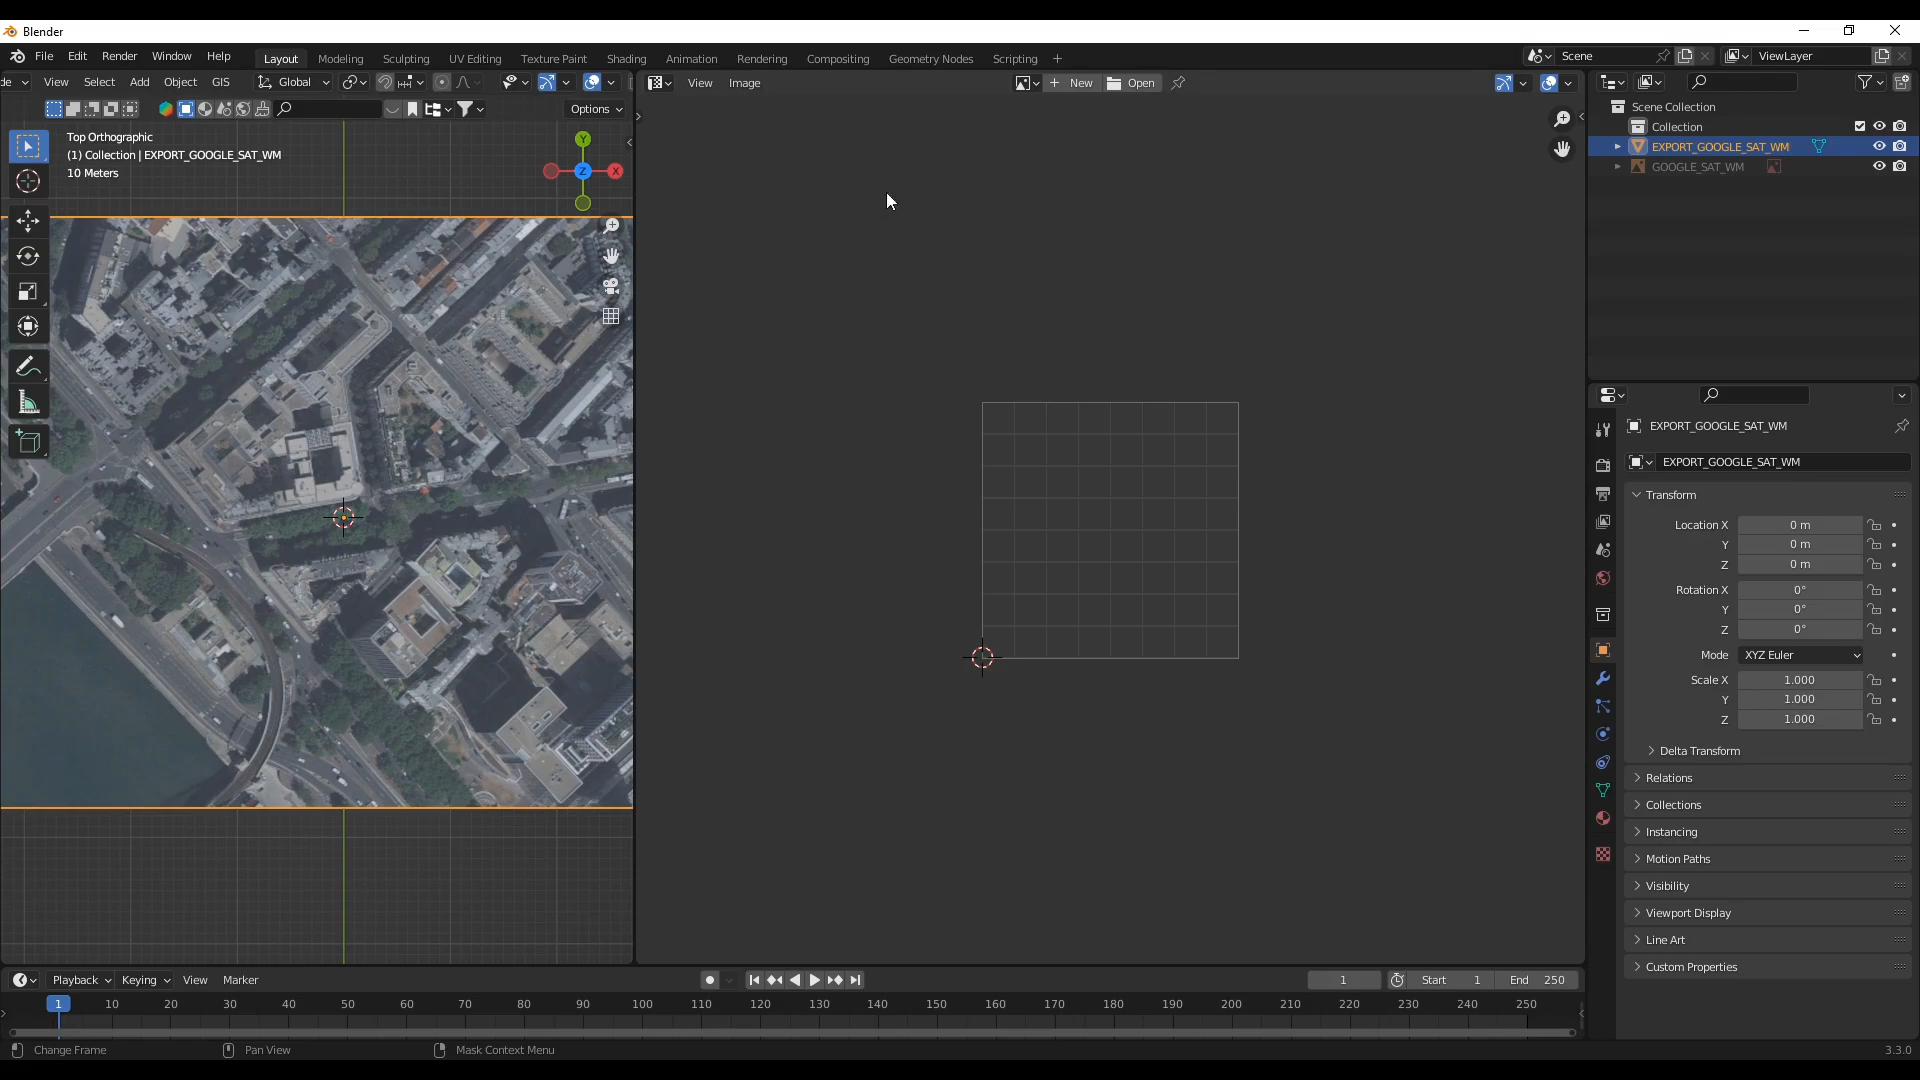 Blender
File Edit Render Window Help Layout Modeling Sculpting UV Editing Texture Paint Shading Animation Rendering Compositing Geometry Nodes Scripting + Scene ViewLayer
de View Select Add Object GIS Global View Image + New Open
Options
Top Orthographic
(1) Collection | EXPORT_GOOGLE_SAT_WM
10 Meters
Y
Z X
Scene Collection
Collection
EXPORT_GOOGLE_SAT_WM
GOOGLE_SAT_WM
EXPORT_GOOGLE_SAT_WM
EXPORT_GOOGLE_SAT_WM
Transform
Location X 0 m
Y 0 m
Z 0 m
Rotation X 0°
Y 0°
Z 0°
Mode XYZ Euler
Scale X 1.000
Y 1.000
Z 1.000
Delta Transform
Relations
Collections
Instancing
Motion Paths
Visibility
Viewport Display
Line Art
Custom Properties
Playback Keying View Marker 1 Start 1 End 250
1 10 20 30 40 50 60 70 80 90 100 110 120 130 140 150 160 170 180 190 200 210 220 230 240 250
Change Frame Pan View Mask Context Menu 3.3.0